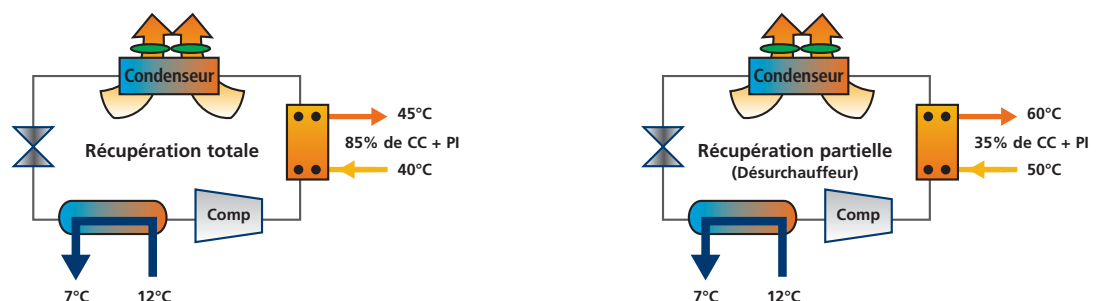 Condenseur
45°C
Récupération totale
85% de CC + PI
40°C
Comp
7°C
12°C
Condenseur
60°C
Récupération partielle
35% de CC + PI
(Désurchauffeur)
50°C
Comp
7°C
12°C